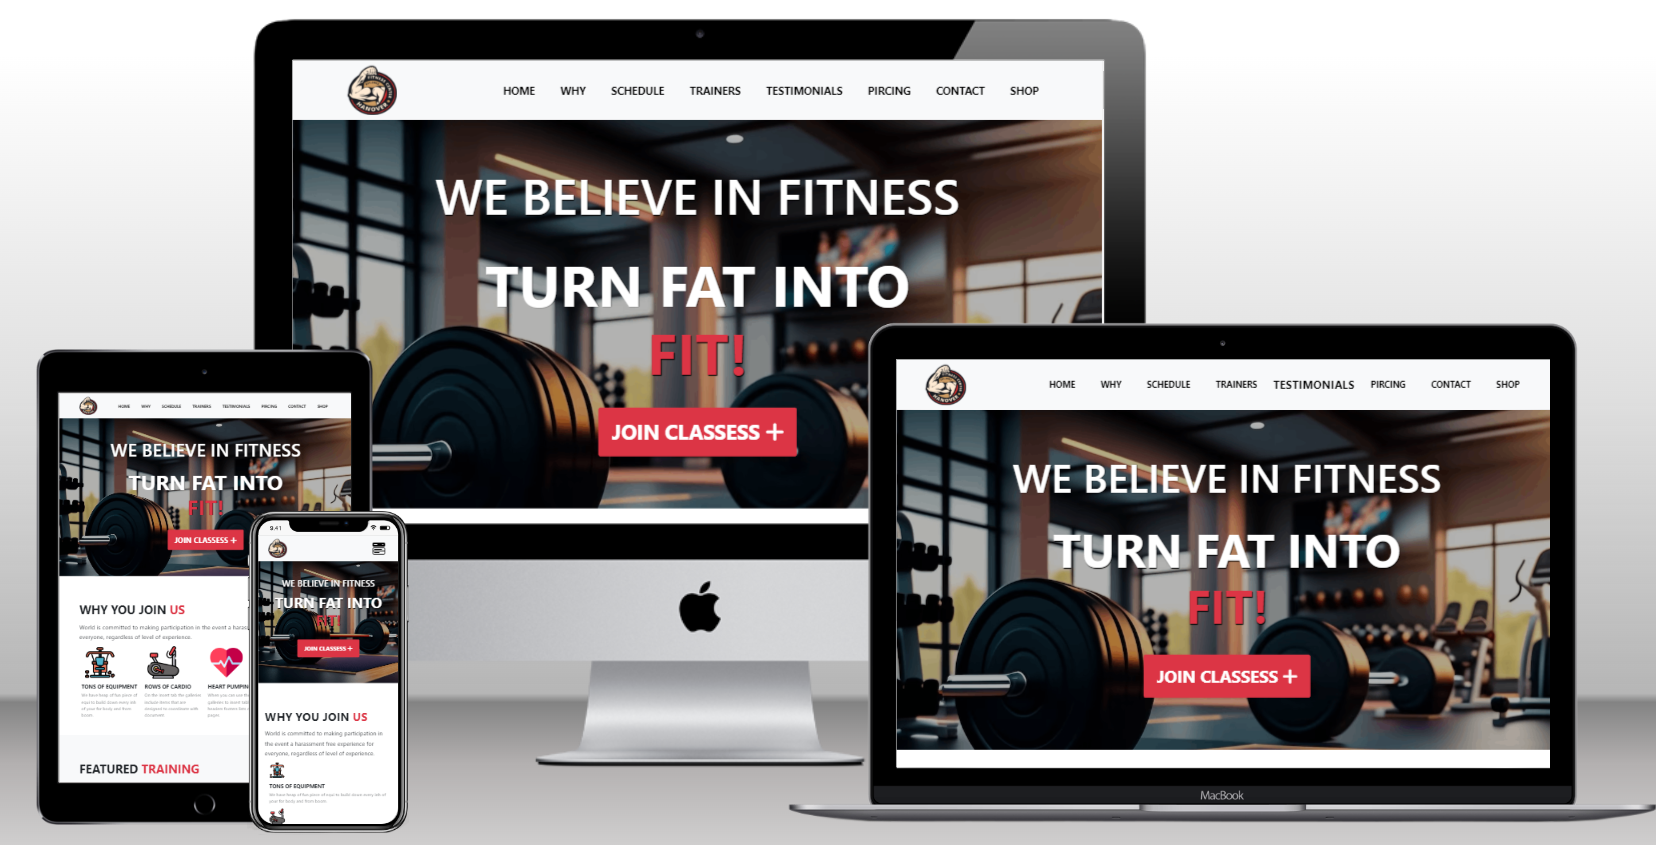 FITNESS CENTER
HANOVER
HOME WHY SCHEDULE TRAINERS TESTIMONIALS PIRCING CONTACT SHOP
WE BELIEVE IN FITNESS
TURN FAT INTO
FIT!
JOIN CLASSESS +
HOME WHY SCHEDULE TRAINERS TESTIMONIALS PIRCING CONTACT SHOP
WE BELIEVE IN FITNESS
TURN FAT INTO
FIT!
JOIN CLASSESS +
MacBook
HOME WHY SCHEDULE TRAINERS TESTIMONIALS PIRCING CONTACT SHOP
WE BELIEVE IN FITNESS
TURN FAT INTO
FIT!
JOIN CLASSESS +
WHY YOU JOIN US
World is committed to making participation in the event a harass
everyone, regardless of level of experience.
TONS OF EQUIPMENT ROWS OF CARDIO HEART PUMPIN
FEATURED TRAINING
9:41
WE BELIEVE IN FITNESS
TURN FAT INTO
FIT!
JOIN CLASSESS +
WHY YOU JOIN US
World is committed to making participation in
the event a harassment free experience for
everyone, regardless of level of experience.
TONS OF EQUIPMENT